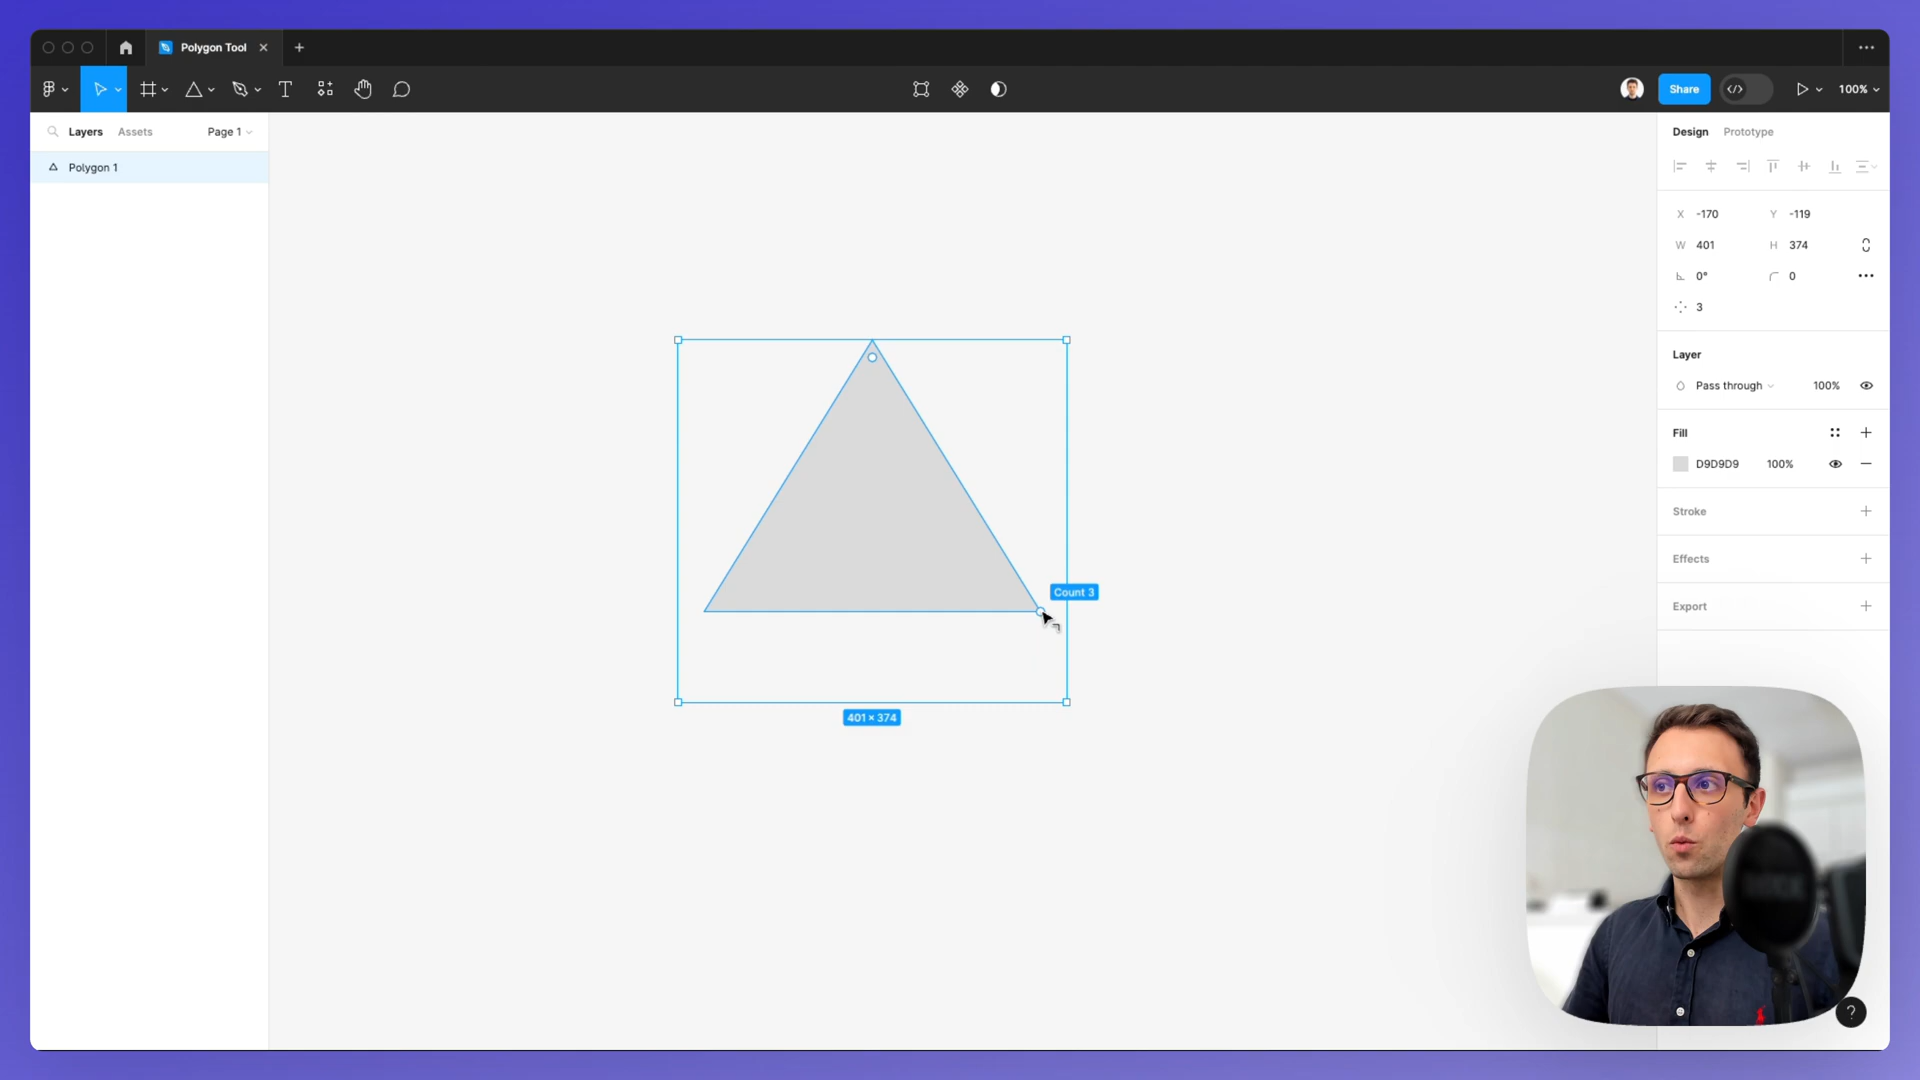 Polygon Tool
Share
100%
Layers Assets Page 1
Polygon 1
Design Prototype
X -170 Y -119
W 401 H 374
0° 0
3
Layer
Pass through 100%
Fill
D9D9D9 100%
Stroke
Effects
Export
Count 3
401 × 374
?